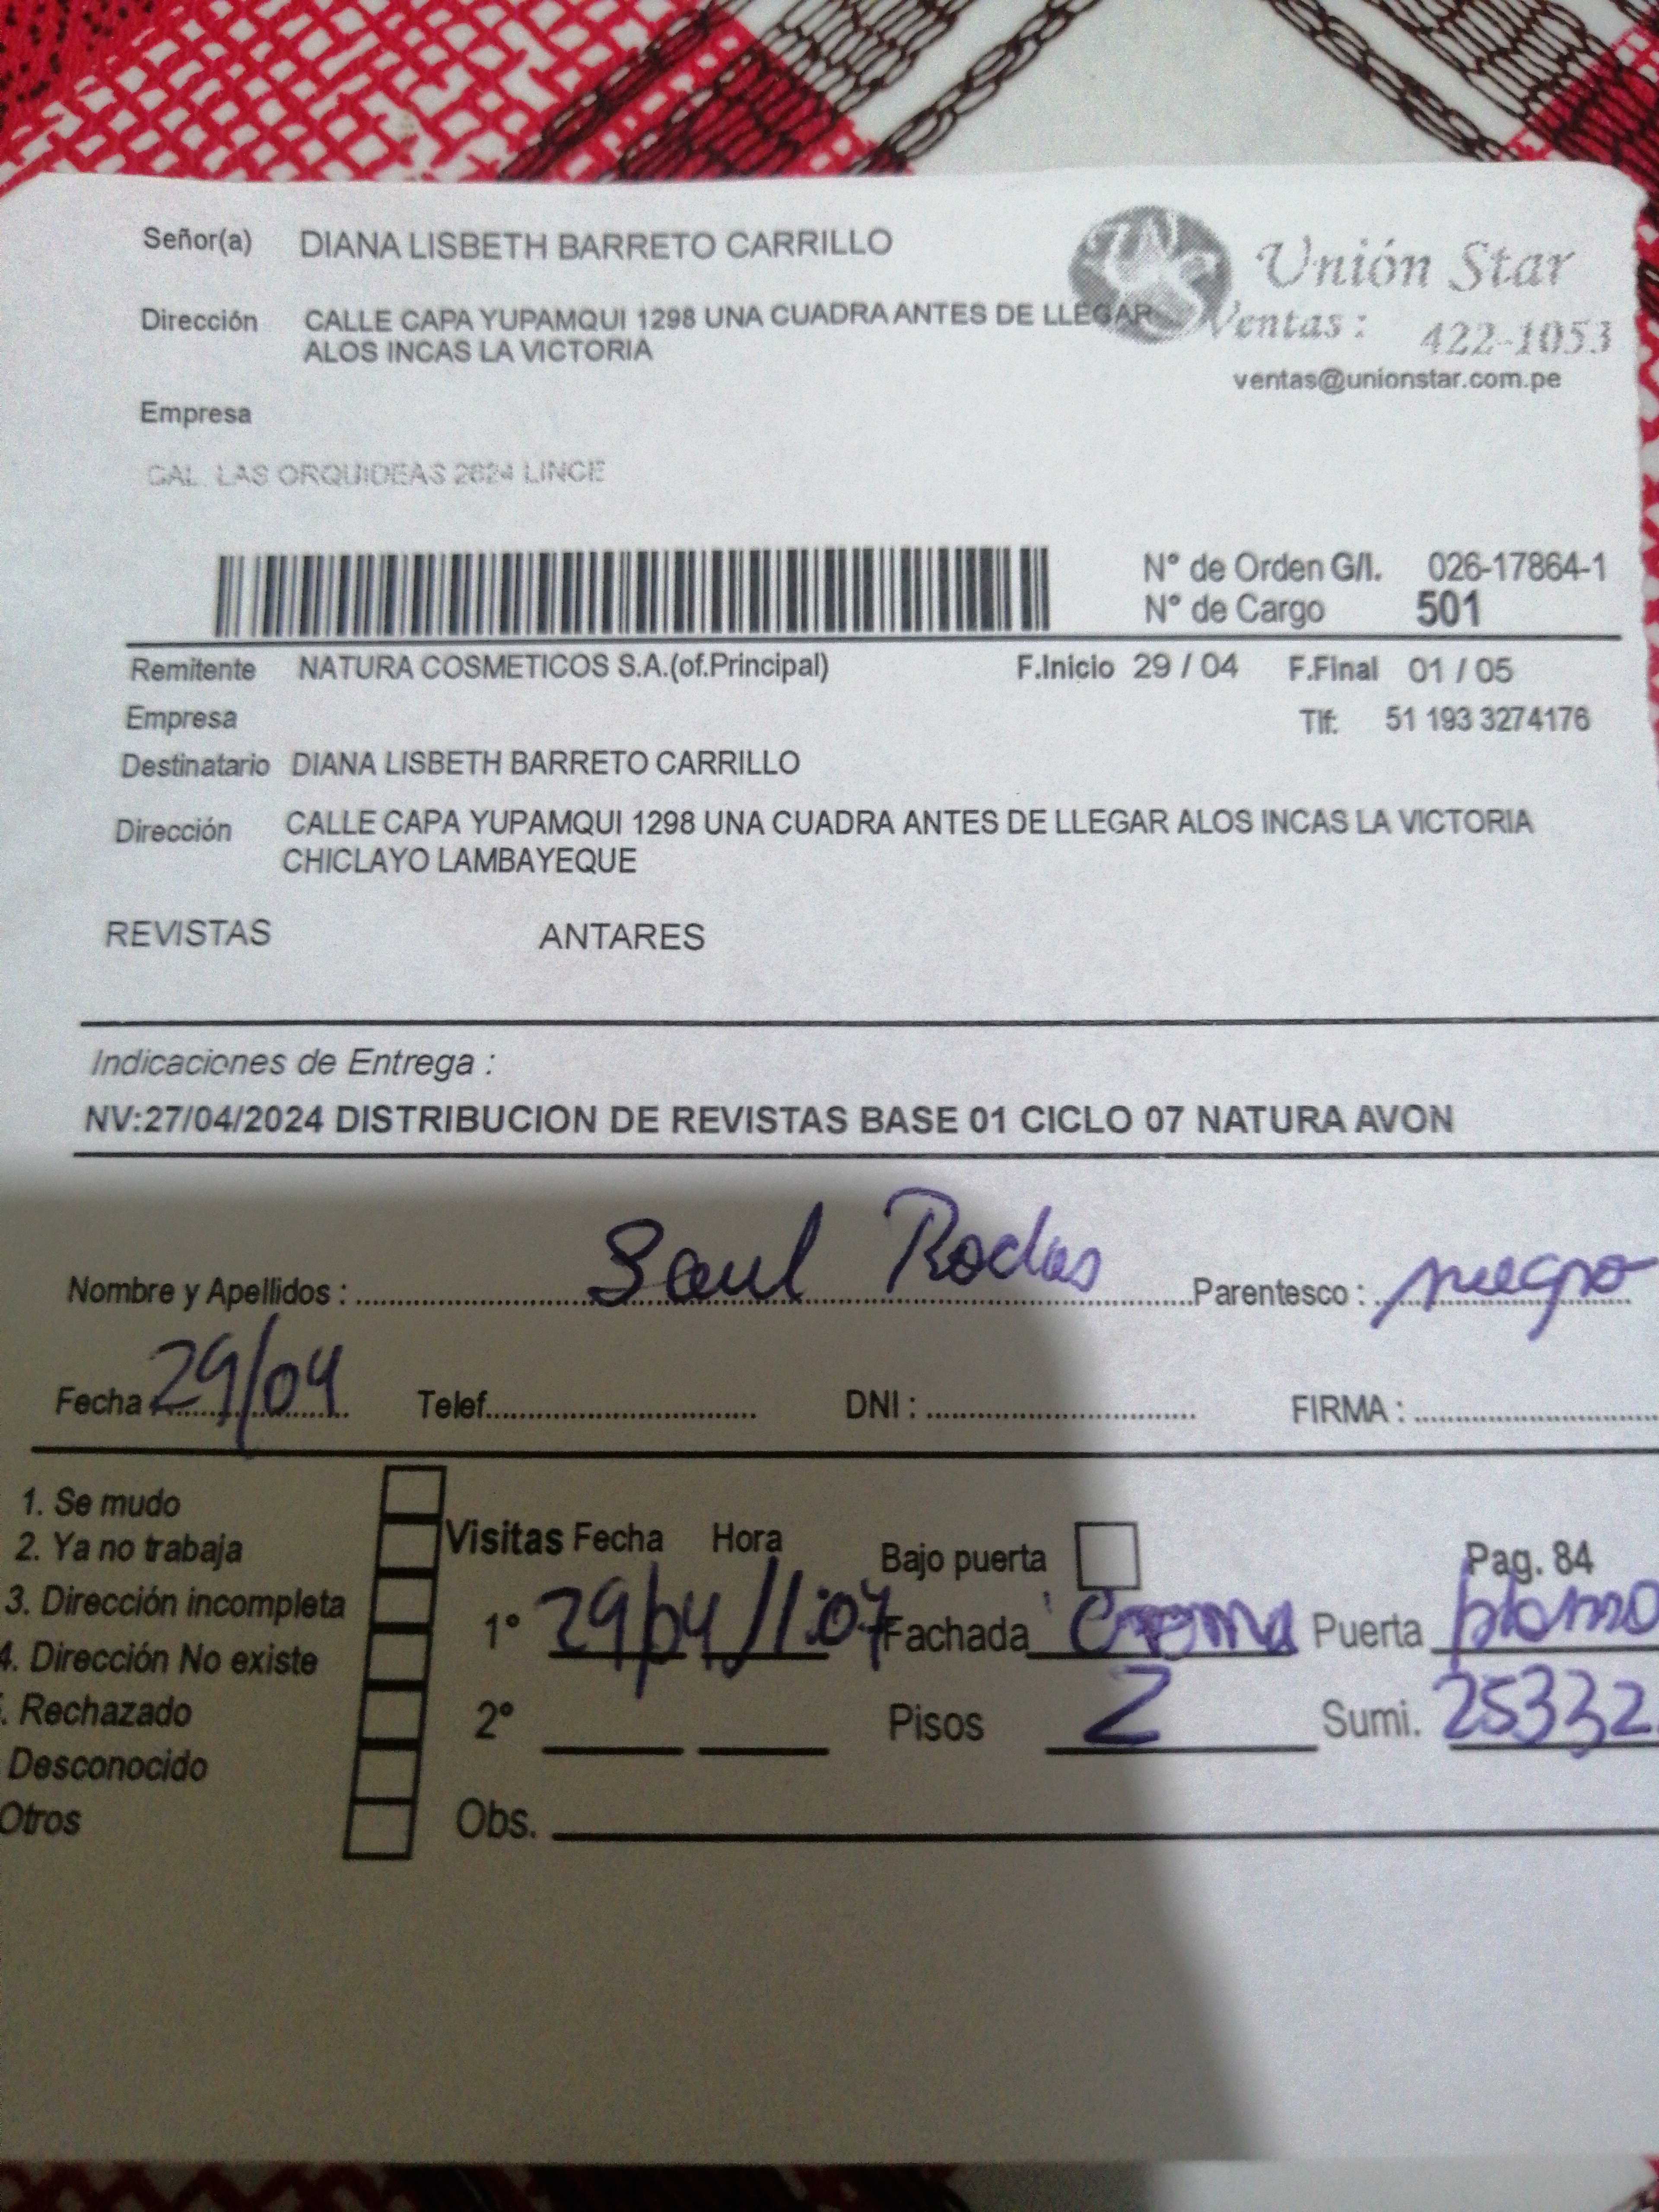 Señor(a) DIANA LISBETH BARRETO CARRILLO
Unión Star
Dirección CALLE CAPA YUPAMQUI 1298 UNA CUADRA ANTES DE LLEGAR
ALOS INCAS LA VICTORIA
Ventas : 422-1053
ventas@unionstar.com.pe
Empresa
CAL. LAS ORQUIDEAS 2624 LINCE
N° de Orden G/I. 026-17864-1
N° de Cargo 501
Remitente NATURA COSMETICOS S.A.(of.Principal) F.Inicio 29 / 04 F.Final 01 / 05
Empresa Tlf: 51 193 3274176
Destinatario DIANA LISBETH BARRETO CARRILLO
Dirección CALLE CAPA YUPAMQUI 1298 UNA CUADRA ANTES DE LLEGAR ALOS INCAS LA VICTORIA
CHICLAYO LAMBAYEQUE
REVISTAS ANTARES
Indicaciones de Entrega :
NV:27/04/2024 DISTRIBUCION DE REVISTAS BASE 01 CICLO 07 NATURA AVON
Nombre y Apellidos : Saul Rodas Parentesco :
Fecha 29/04 Telef. DNI : FIRMA :
1. Se mudo
2. Ya no trabaja
3. Dirección incompleta
4. Dirección No existe
. Rechazado
Desconocido
Otros
Visitas Fecha Hora Bajo puerta Pag. 84
1° 29/04 11:07 Fachada Crema Puerta
2° Pisos 2 Sumi. 25332
Obs.